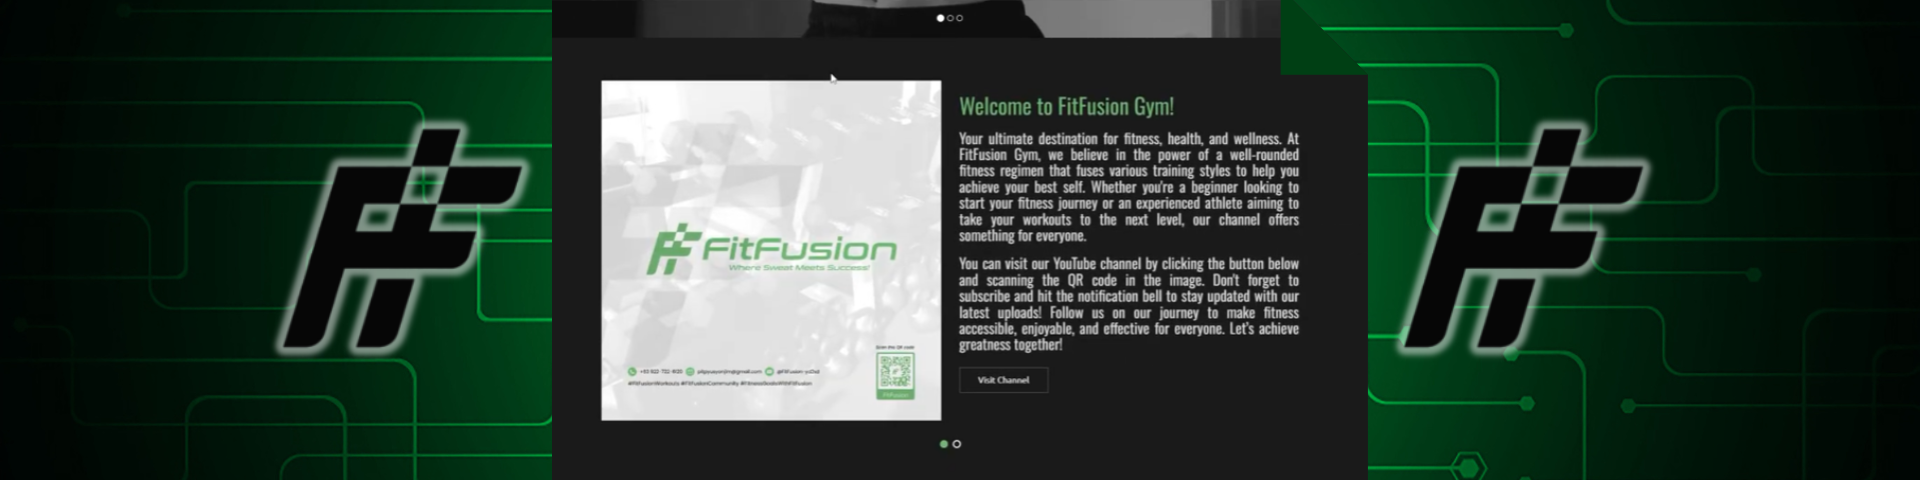 Welcome to FitFusion Gym!
Your ultimate destination for fitness, health, and wellness. At
FitFusion Gym, we believe in the power of a well-rounded
fitness regimen that fuses various training styles to help you
achieve your best self. Whether you're a beginner looking to
start your fitness journey or an experienced athlete aiming to
take your workouts to the next level, our channel offers
something for everyone.
You can visit our YouTube channel by clicking the button below
and scanning the QR code in the image. Don't forget to
subscribe and hit the notification bell to stay updated with our
latest uploads! Follow us on our journey to make fitness
accessible, enjoyable, and effective for everyone. Let's achieve
greatness together!
Visit Channel
FitFusion
Where Sweat Meets Success!
Scan the QR code
#FitFusionWorkouts #FitFusionCommunity
FitFusion